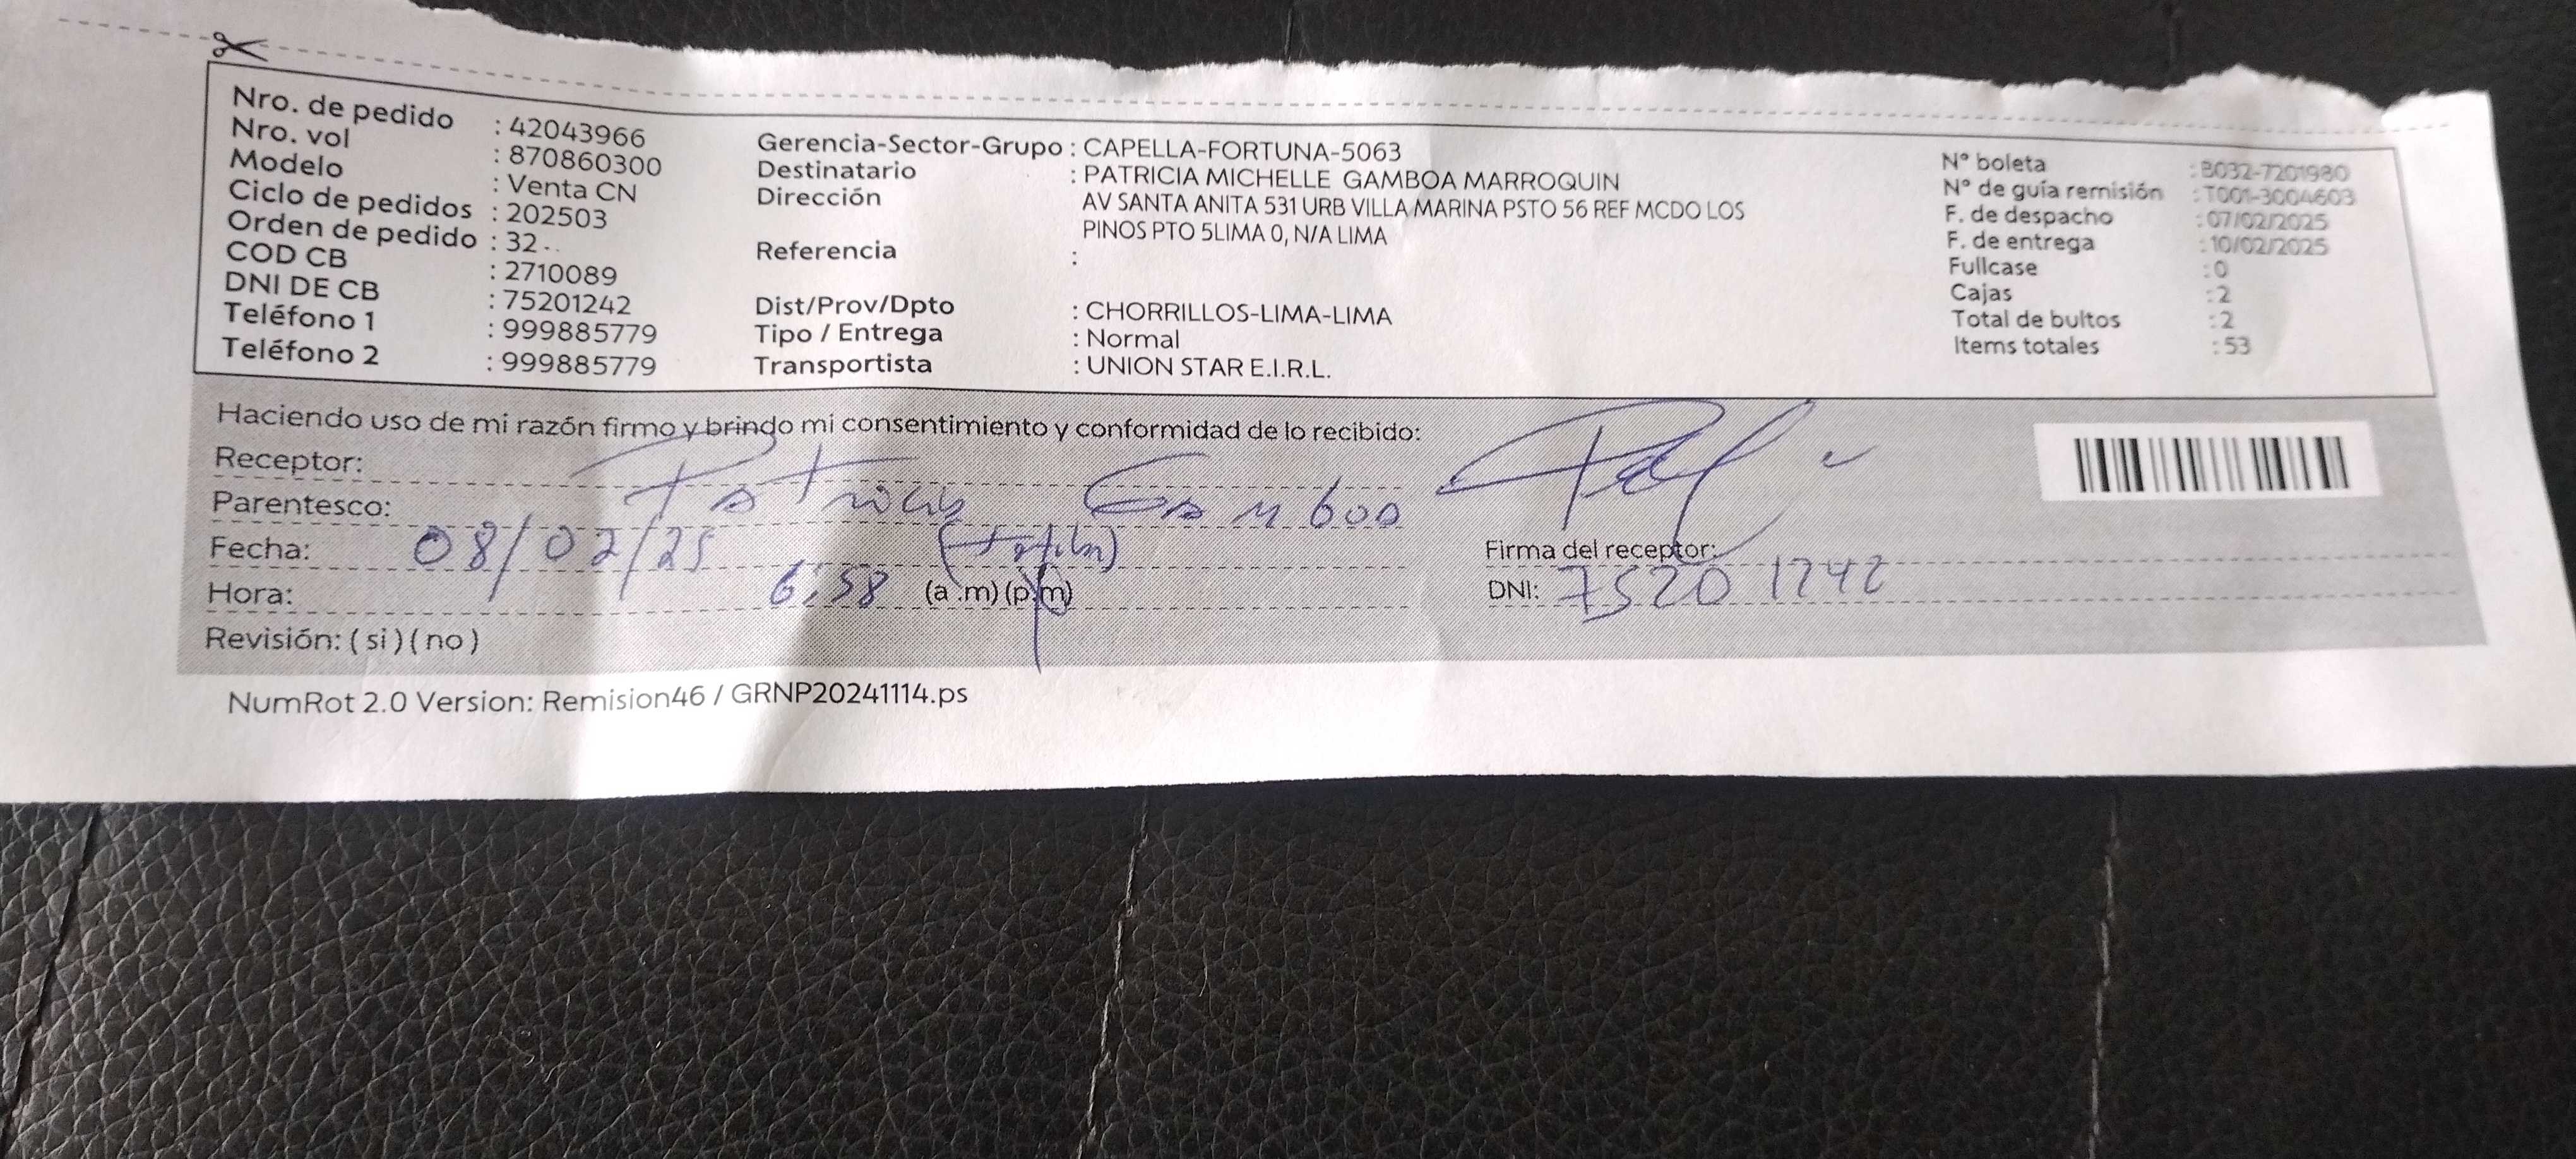 Nro. de pedido : 42043966
Nro. vol : 870860300
Modelo : Venta CN
Ciclo de pedidos : 202503
Orden de pedido : 32..
COD CB : 2710089
DNI DE CB : 75201242
Teléfono 1 : 999885779
Teléfono 2 : 999885779
Gerencia-Sector-Grupo : CAPELLA-FORTUNA-5063
Destinatario : PATRICIA MICHELLE GAMBOA MARROQUIN
Dirección AV SANTA ANITA 531 URB VILLA MARINA PSTO 56 REF MCDO LOS
PINOS PTO 5LIMA 0, N/A LIMA
Referencia :
Dist/Prov/Dpto : CHORRILLOS-LIMA-LIMA
Tipo / Entrega : Normal
Transportista : UNION STAR E.I.R.L.
N° boleta : B032-7201980
N° de guía remisión : T001-3004603
F. de despacho : 07/02/2025
F. de entrega : 10/02/2025
Fullcase : 0
Cajas : 2
Total de bultos : 2
Items totales : 53
Haciendo uso de mi razón firmo y brindo mi consentimiento y conformidad de lo recibido:
Receptor: Patricia Gamboa
Parentesco:
Fecha: 08/02/25
Hora: 6:58 (a .m) (p.m)
Revisión: ( si ) ( no )
Firma del receptor:
DNI: 75201242
NumRot 2.0 Version: Remision46 / GRNP20241114.ps